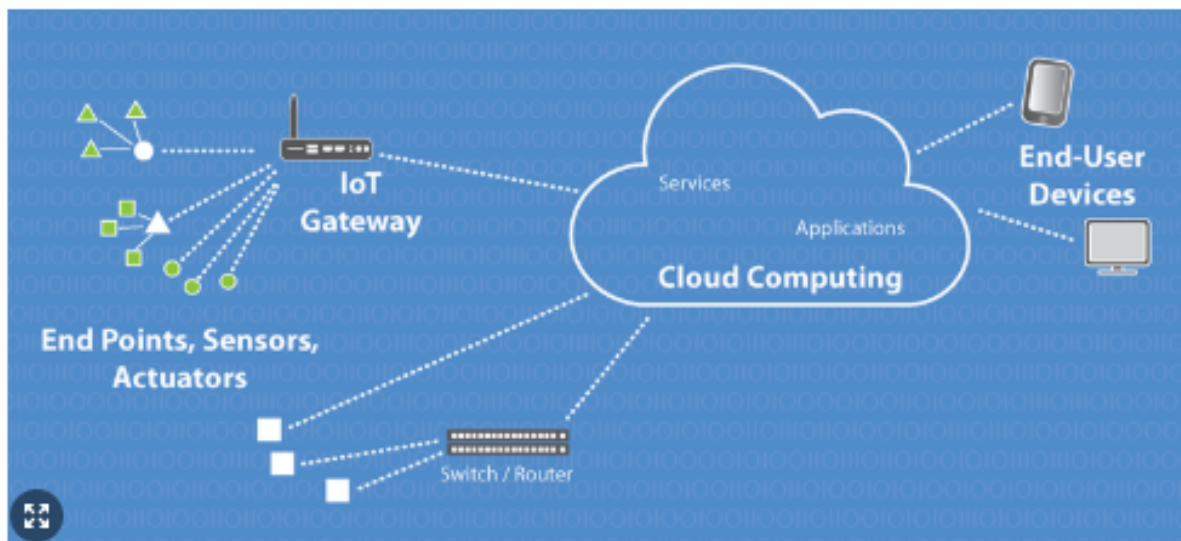 IoT
Gateway
Services
Applications
Cloud Computing
End-User
Devices
End Points, Sensors,
Actuators
Switch / Router